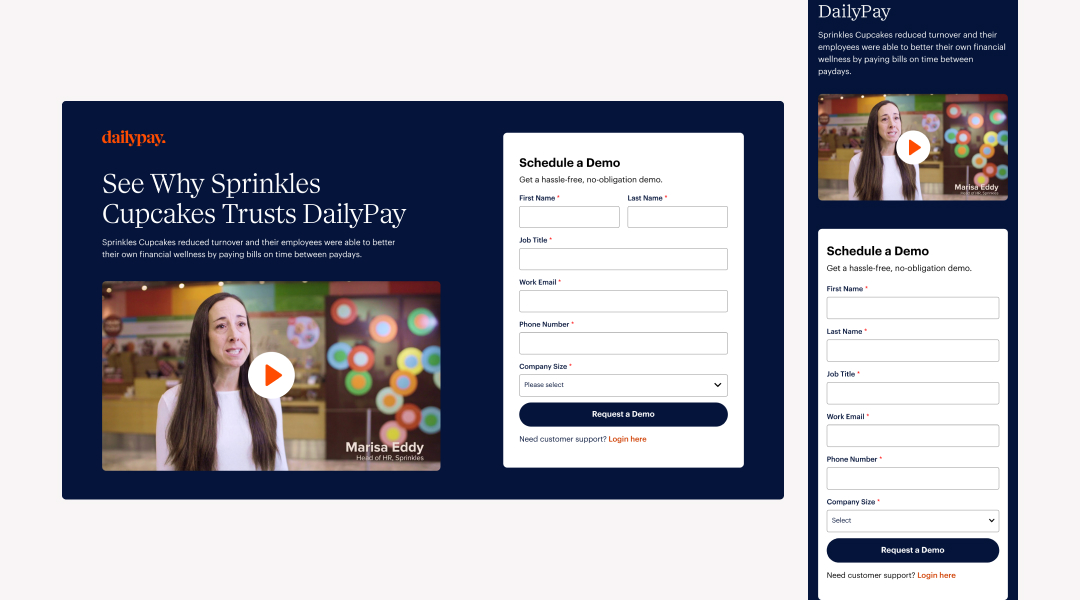 dailypay.
See Why Sprinkles
Cupcakes Trusts DailyPay
Sprinkles Cupcakes reduced turnover and their employees were able to better
their own financial wellness by paying bills on time between paydays.
Marisa Eddy
Head of HR, Sprinkles
Schedule a Demo
Get a hassle-free, no-obligation demo.
First Name * Last Name *
Job Title *
Work Email *
Phone Number *
Company Size *
Please select
Request a Demo
Need customer support? Login here
DailyPay
Sprinkles Cupcakes reduced turnover and their
employees were able to better their own financial
wellness by paying bills on time between
paydays.
Marisa Eddy
Head of HR, Sprinkles
Schedule a Demo
Get a hassle-free, no-obligation demo.
First Name *
Last Name *
Job Title *
Work Email *
Phone Number *
Company Size *
Select
Request a Demo
Need customer support? Login here